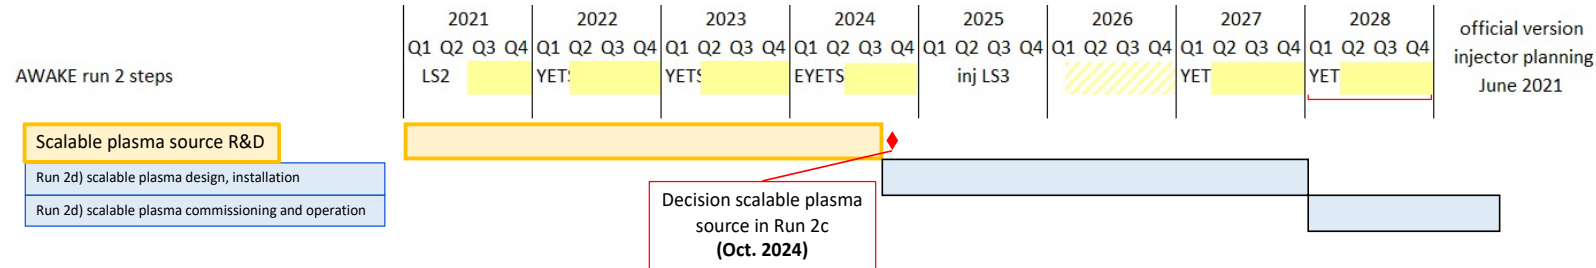 2021 2022 2023 2024 2025 2026 2027 2028
Q1 Q2 Q3 Q4 Q1 Q2 Q3 Q4 Q1 Q2 Q3 Q4 Q1 Q2 Q3 Q4 Q1 Q2 Q3 Q4 Q1 Q2 Q3 Q4 Q1 Q2 Q3 Q4 Q1 Q2 Q3 Q4
official version
injector planning
June 2021
AWAKE run 2 steps LS2 YETS YETS EYETS inj LS3 YET YET
Scalable plasma source R&D
Run 2d) scalable plasma design, installation
Run 2d) scalable plasma commissioning and operation
Decision scalable plasma
source in Run 2c
(Oct. 2024)